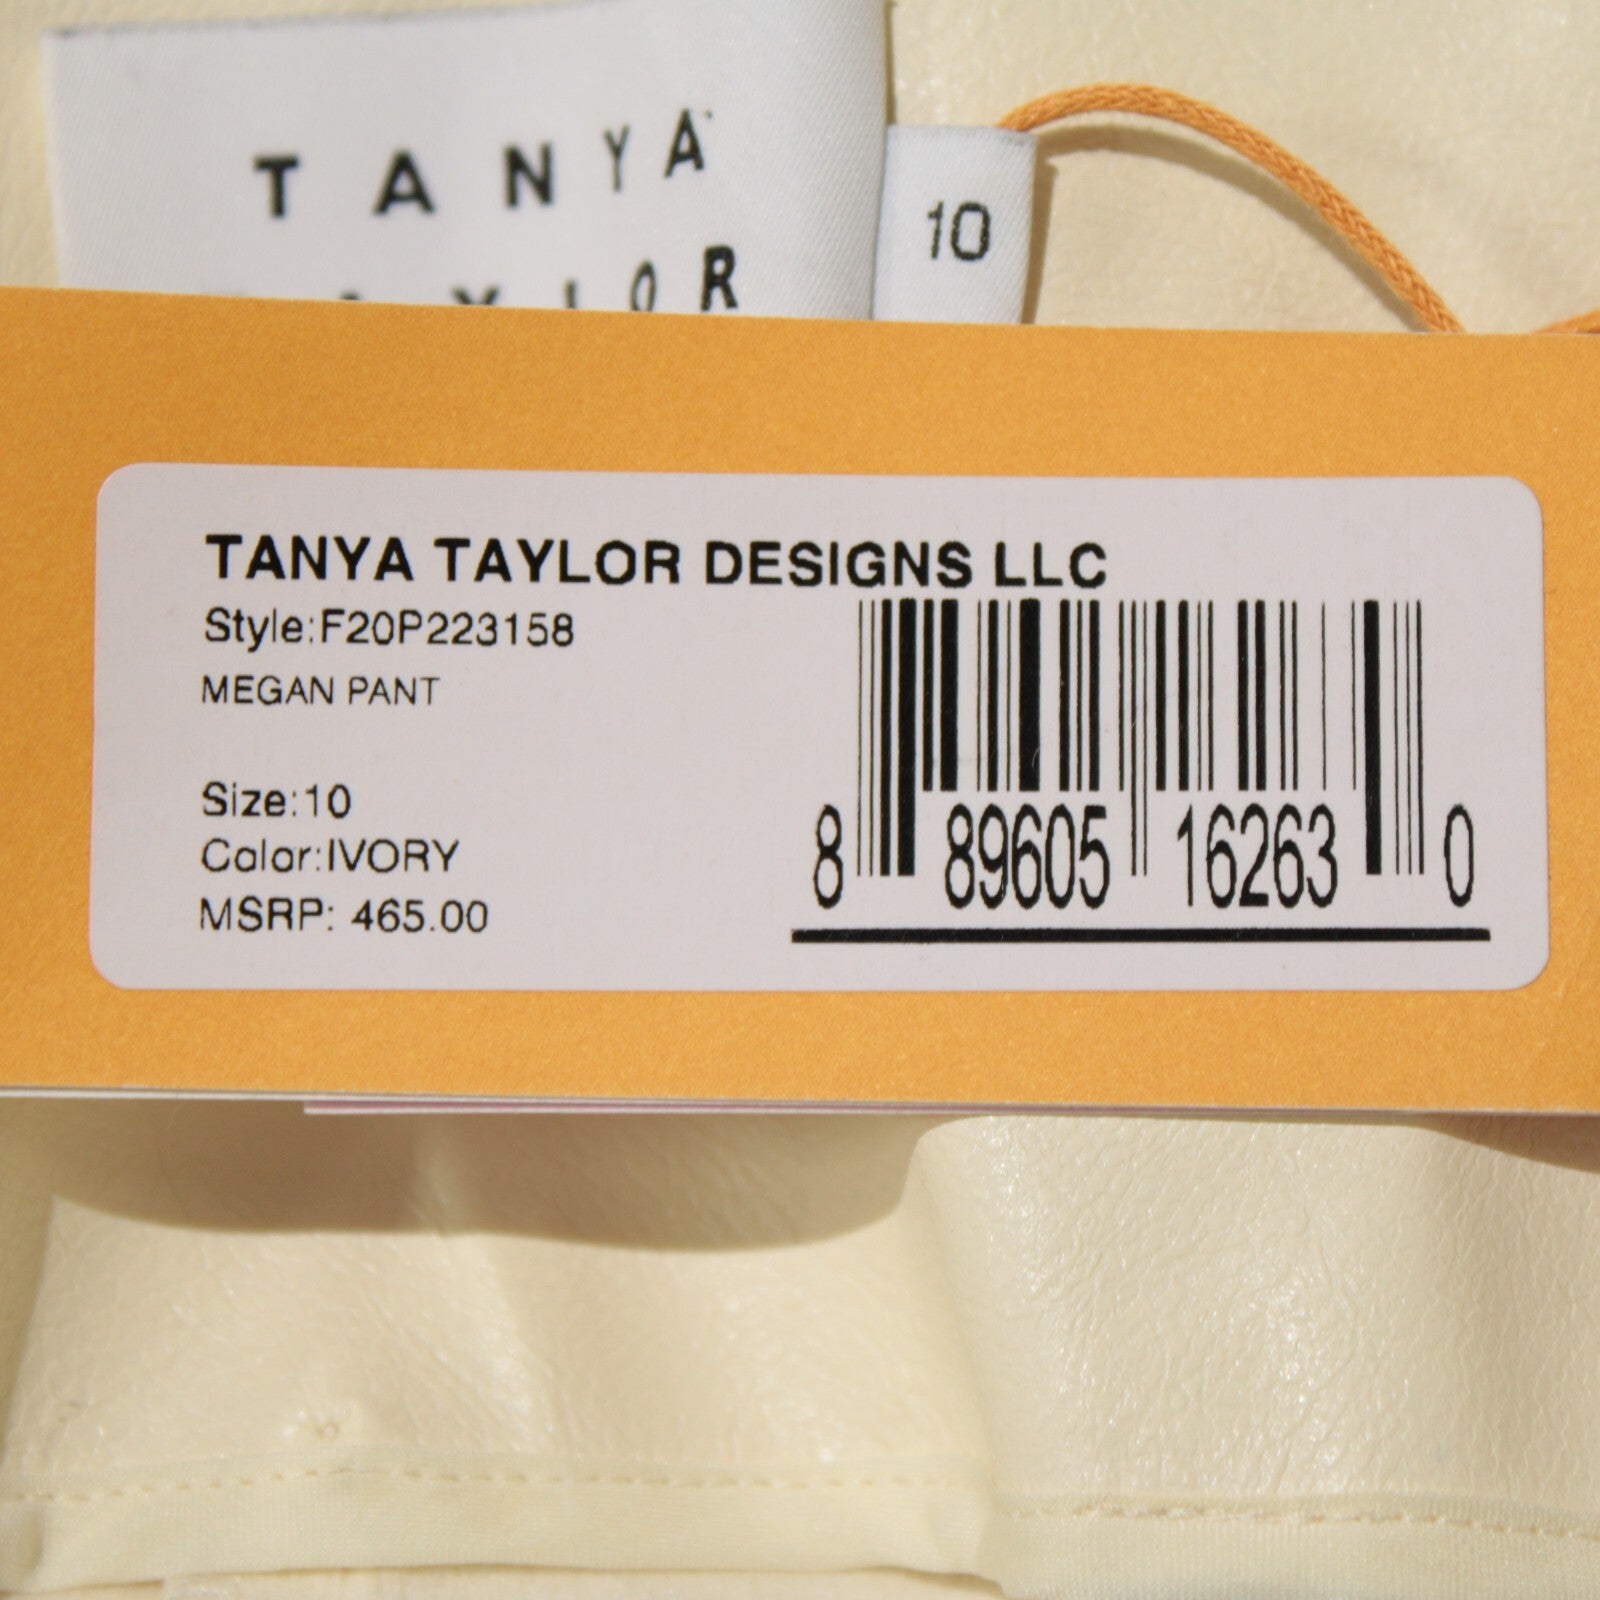 TANYA
TAYLOR
10
TANYA TAYLOR DESIGNS LLC
Style:F20P223158
MEGAN PANT
Size:10
Color:IVORY
MSRP: 465.00
8 89605 16263 0